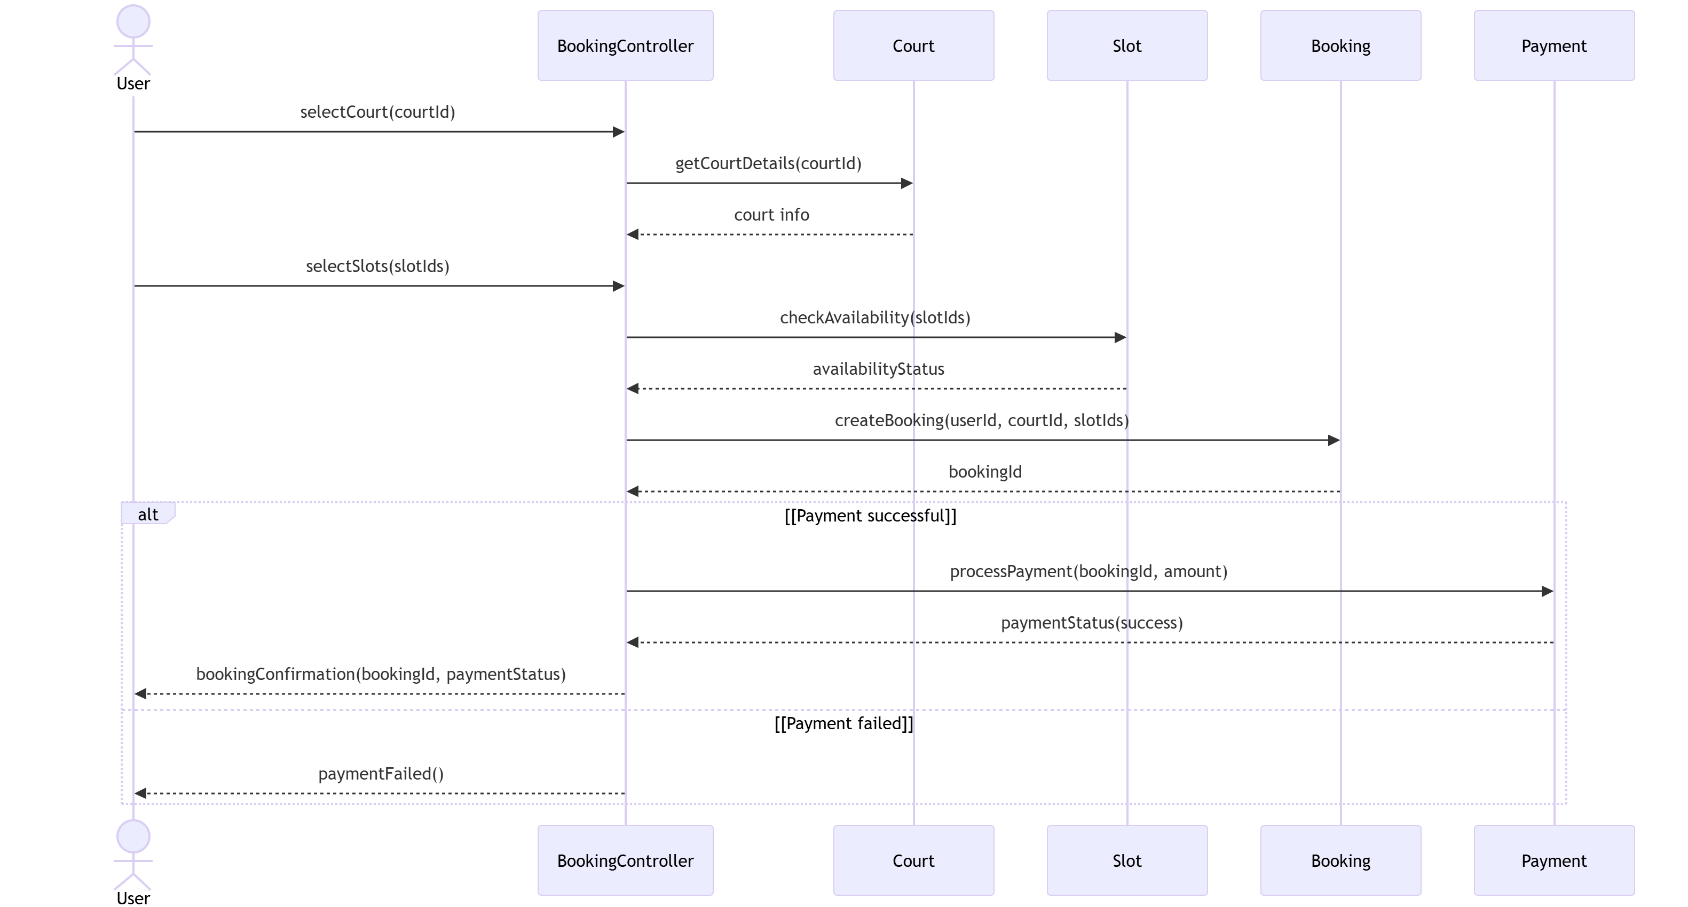 User
BookingController
Court
Slot
Booking
Payment
selectCourt(courtId)
getCourtDetails(courtId)
court info
selectSlots(slotIds)
checkAvailability(slotIds)
availabilityStatus
createBooking(userId, courtId, slotIds)
bookingId
alt
[[Payment successful]]
processPayment(bookingId, amount)
paymentStatus(success)
bookingConfirmation(bookingId, paymentStatus)
[[Payment failed]]
paymentFailed()
User
BookingController
Court
Slot
Booking
Payment